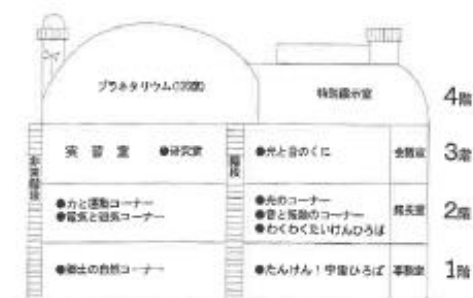 プラネタリウム(120席)
特別展示室
4階
非常階段
実習室
●研究室
階段
●光と音のくに
会議室
3階
●力と運動コーナー
●電気と磁気コーナー
●光のコーナー
●音と振動のコーナー
●わくわくたいけんひろば
館長室
2階
●郷土の自然コーナー
●たんけん!宇宙ひろば
事務室
1階